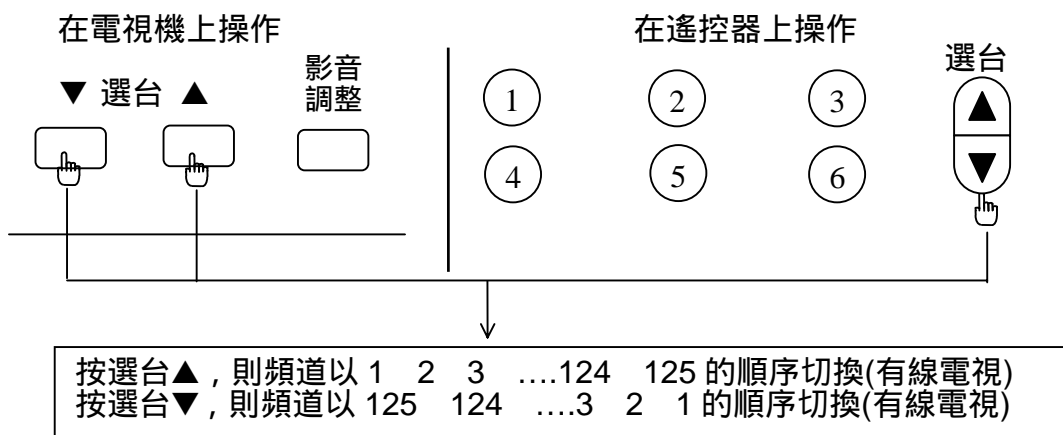 在電視機上操作
▼ 選台 ▲
影音
調整
在遙控器上操作
選台
1 2 3
4 5 6
按選台▲,則頻道以 1 2 3 ….124 125 的順序切換(有線電視)
按選台▼,則頻道以 125 124 ….3 2 1 的順序切換(有線電視)